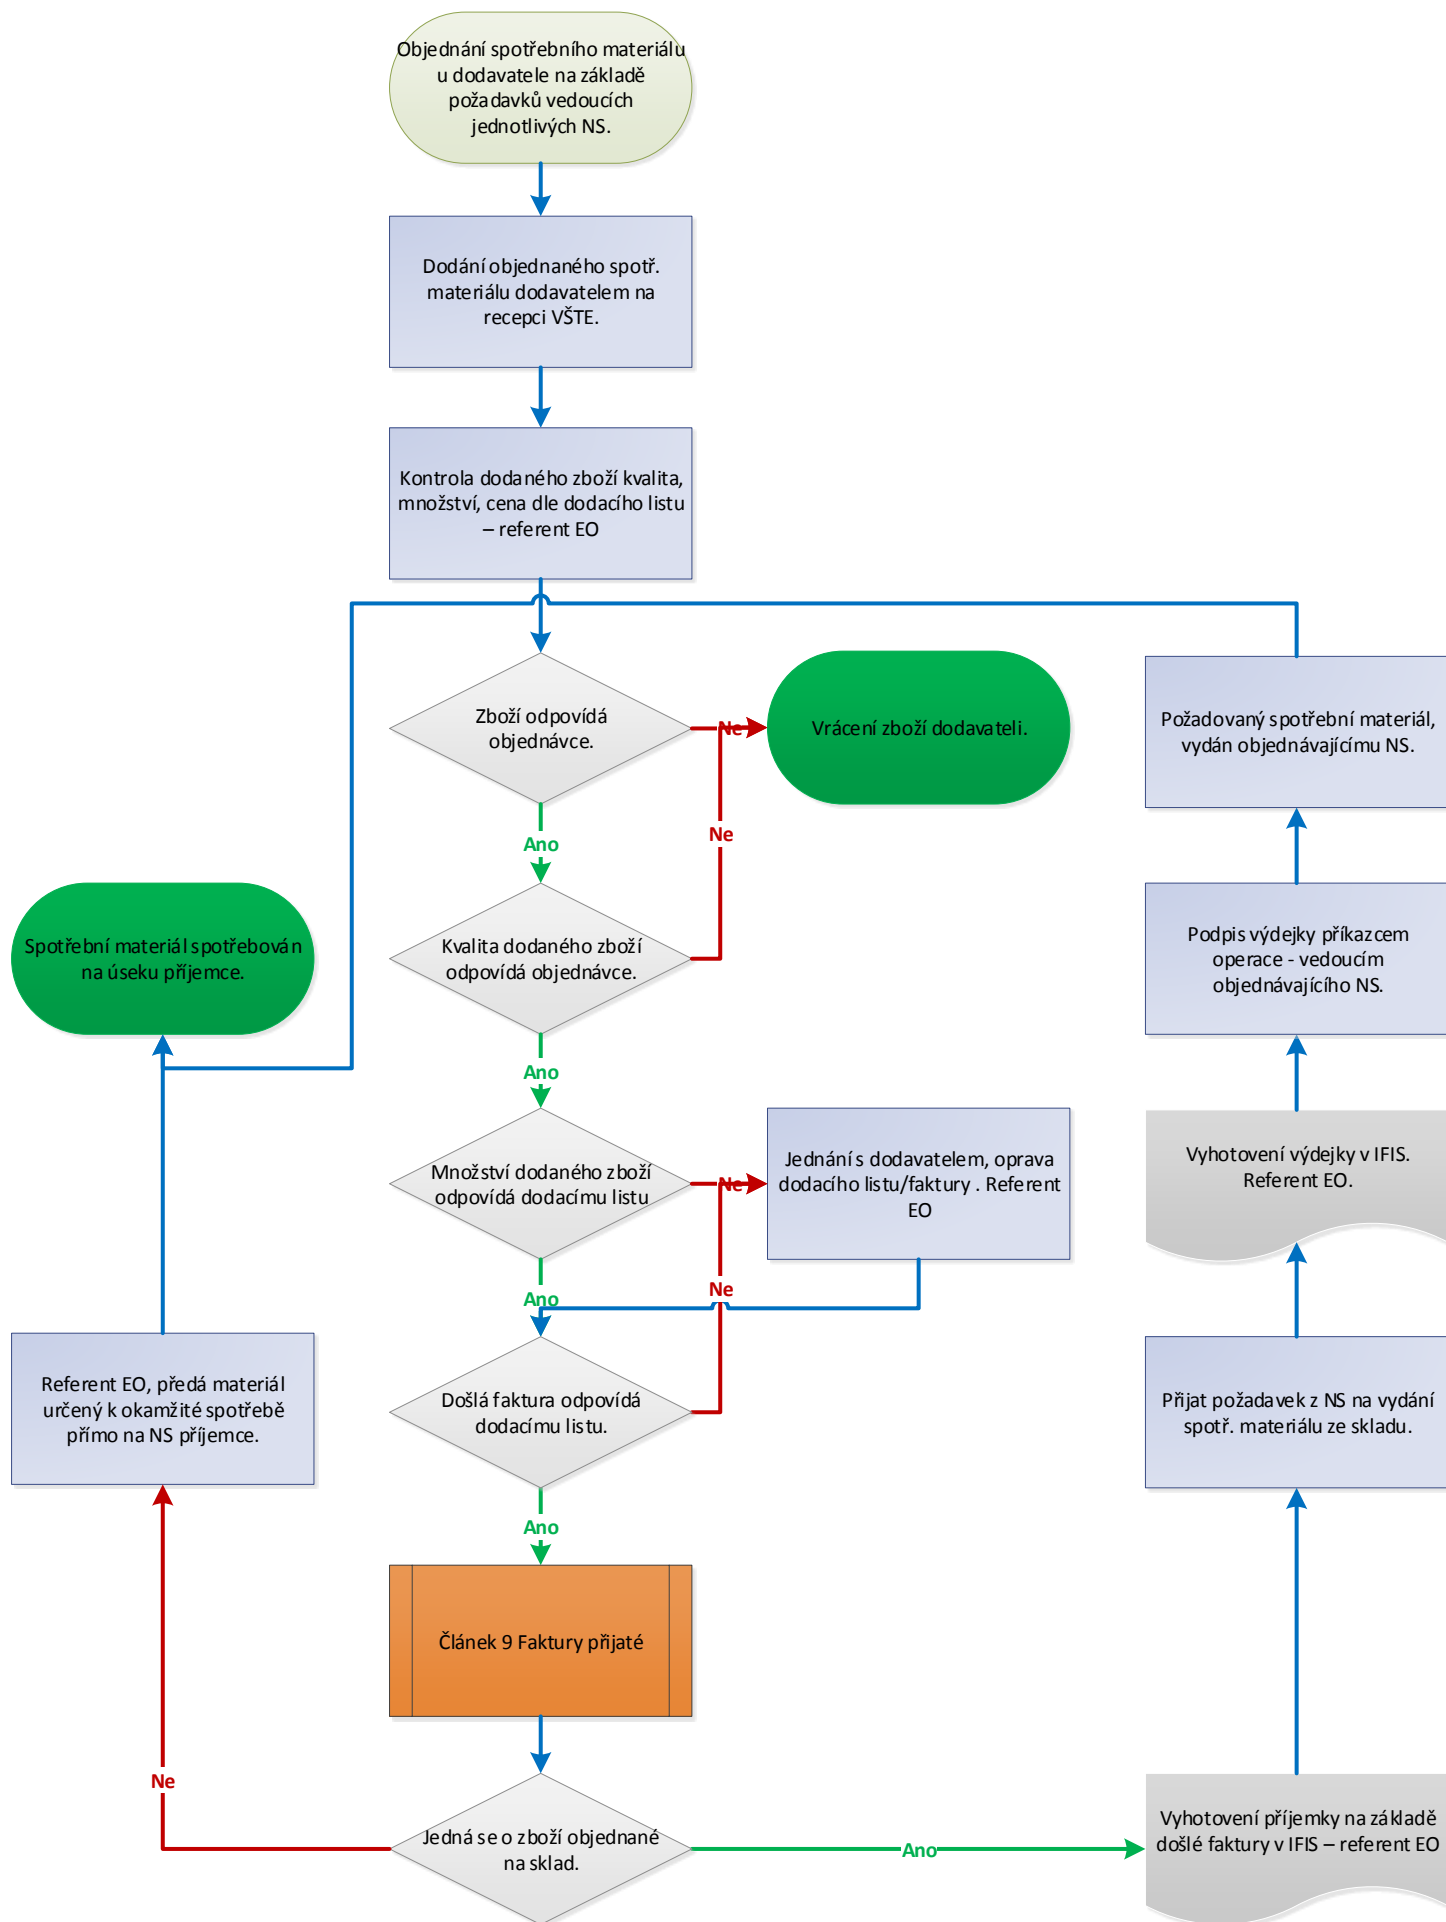 Objednání spotřebního materiálu
u dodavatele na základě
požadavků vedoucích
jednotlivých NS.
Dodání objednaného spotř.
materiálu dodavatelem na
recepci VŠTE.
Kontrola dodaného zboží kvalita,
množství, cena dle dodacího listu
– referent EO
Zboží odpovídá
objednávce.
Ne
Vrácení zboží dodavateli.
Požadovaný spotřební materiál,
vydán objednávajícímu NS.
Ne
Ano
Spotřební materiál spotřebován
na úseku příjemce.
Kvalita dodaného zboží
odpovídá objednávce.
Podpis výdejky příkazcem
operace - vedoucím
objednávajícího NS.
Ano
Množství dodaného zboží
odpovídá dodacímu listu
Ne
Jednání s dodavatelem, oprava
dodacího listu/faktury . Referent
EO
Vyhotovení výdejky v IFIS.
Referent EO.
Ne
Ano
Referent EO, předá materiál
určený k okamžité spotřebě
přímo na NS příjemce.
Došlá faktura odpovídá
dodacímu listu.
Přijat požadavek z NS na vydání
spotř. materiálu ze skladu.
Ano
Článek 9 Faktury přijaté
Ne
Jedná se o zboží objednané
na sklad.
Ano
Vyhotovení příjemky na základě
došlé faktury v IFIS – referent EO